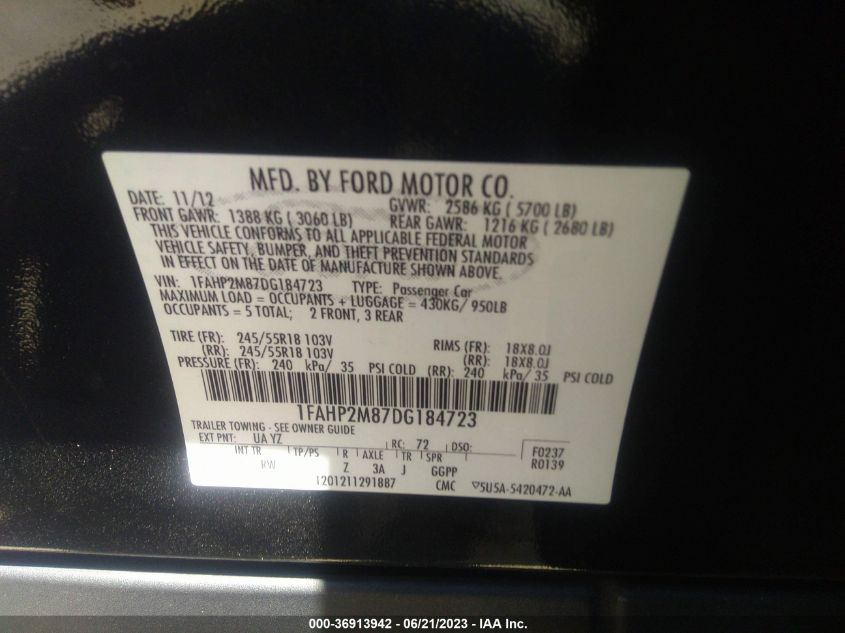 MFD. BY FORD MOTOR CO.
DATE: 11/12 GVWR: 2586 KG ( 5700 LB)
FRONT GAWR: 1388 KG ( 3060 LB) REAR GAWR: 1216 KG ( 2680 LB)
THIS VEHICLE CONFORMS TO ALL APPLICABLE FEDERAL MOTOR
VEHICLE SAFETY, BUMPER, AND THEFT PREVENTION STANDARDS
IN EFFECT ON THE DATE OF MANUFACTURE SHOWN ABOVE.
VIN: 1FAHP2M87DG184723 TYPE: Passenger Car
MAXIMUM LOAD = OCCUPANTS + LUGGAGE = 430KG/ 950LB
OCCUPANTS = 5 TOTAL; 2 FRONT, 3 REAR
TIRE (FR): 245/55R18 103V RIMS (FR): 18X8.0J
(RR): 245/55R18 103V (RR): 18X8.0J
PRESSURE (FR): 240 kPa/ 35 PSI COLD (RR): 240 kPa/ 35 PSI COLD
1FAHP2M87DG184723
TRAILER TOWING - SEE OWNER GUIDE
EXT PNT: UA YZ RC: 72 DSO: F0237
INT TR TP/PS R AXLE TR SPR R0139
RW Z 3A J GGPP
1201211291887 CMC ▽5U5A-5420472-AA
000-36913942 - 06/21/2023 - IAA Inc.